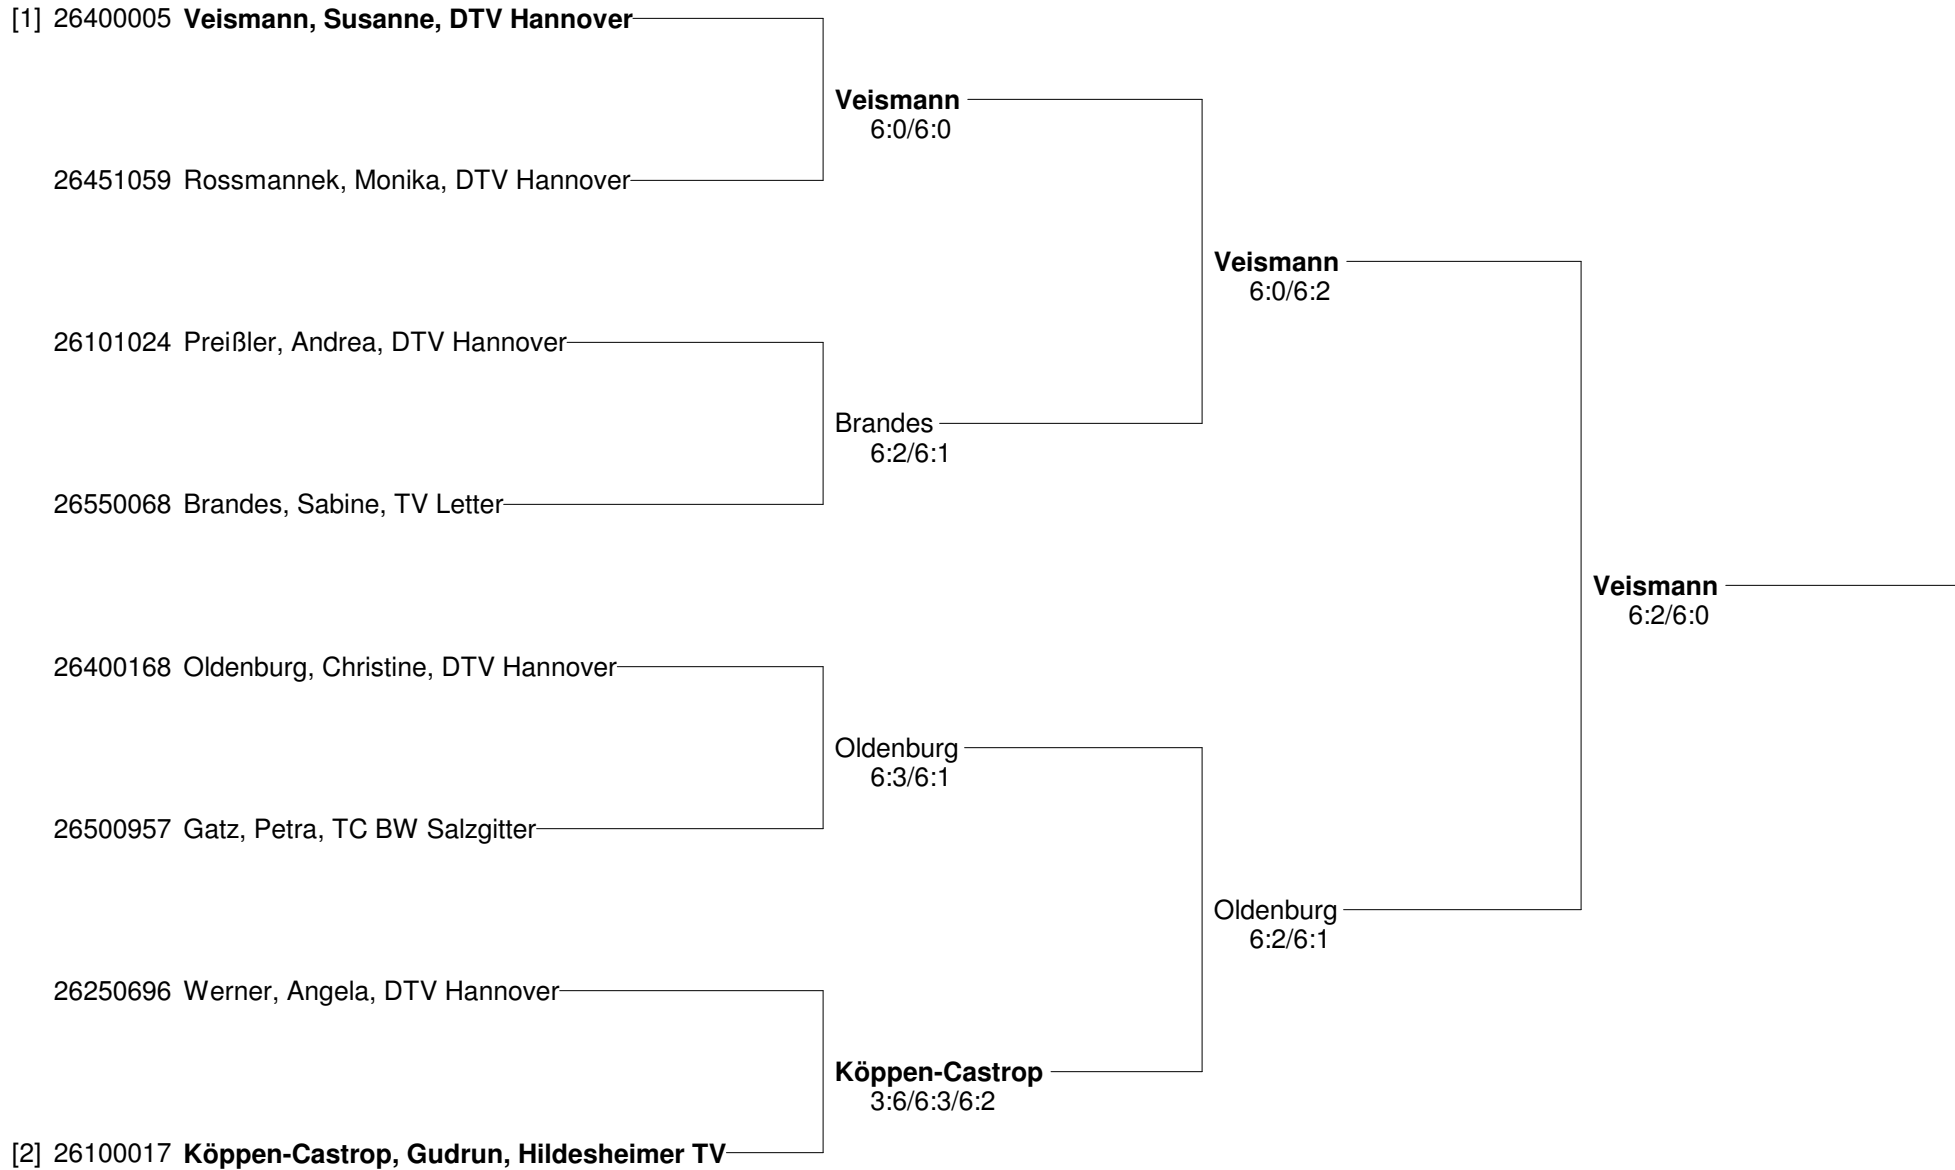 [1] 26400005 Veismann, Susanne, DTV Hannover
Veismann
6:0/6:0
26451059 Rossmannek, Monika, DTV Hannover
Veismann
6:0/6:2
26101024 Preißler, Andrea, DTV Hannover
Brandes
6:2/6:1
26550068 Brandes, Sabine, TV Letter
Veismann
6:2/6:0
26400168 Oldenburg, Christine, DTV Hannover
Oldenburg
6:3/6:1
26500957 Gatz, Petra, TC BW Salzgitter
Oldenburg
6:2/6:1
26250696 Werner, Angela, DTV Hannover
Köppen-Castrop
3:6/6:3/6:2
[2] 26100017 Köppen-Castrop, Gudrun, Hildesheimer TV